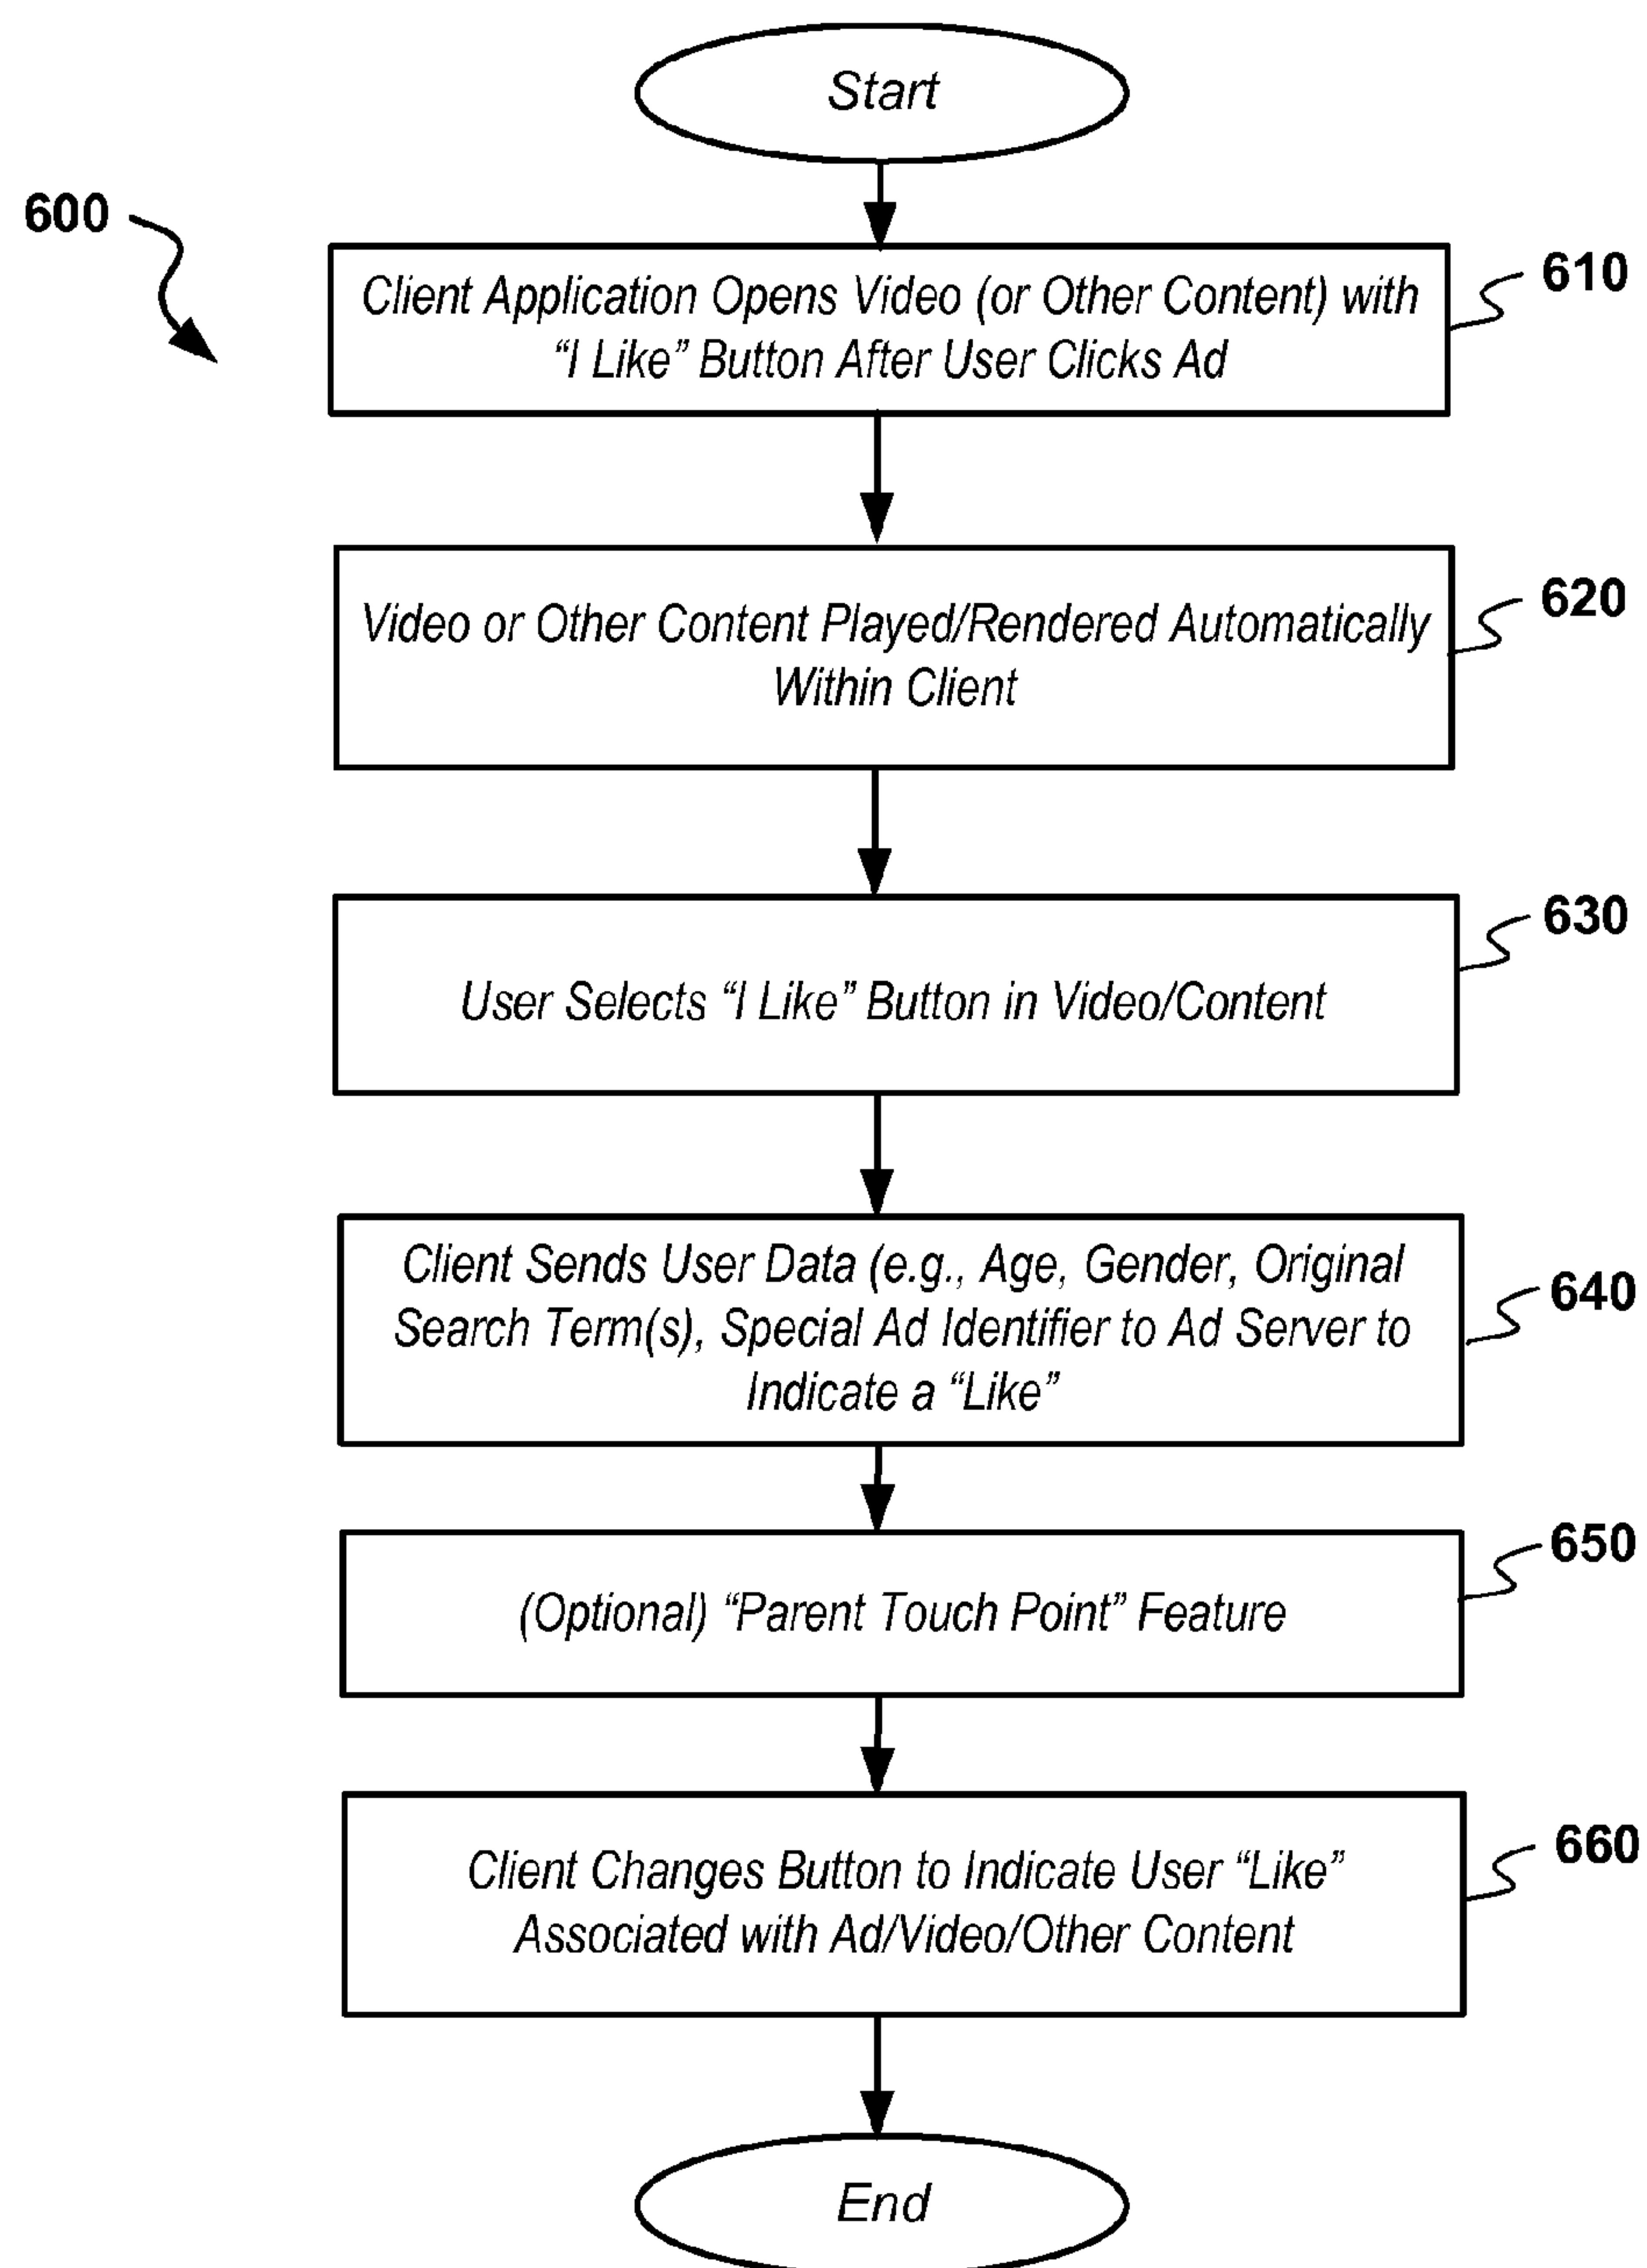 Start
600
610
Client Application Opens Video (or Other Content) with
“I Like” Button After User Clicks Ad
620
Video or Other Content Played/Rendered Automatically
Within Client
630
User Selects “I Like” Button in Video/Content
640
Client Sends User Data (e.g., Age, Gender, Original
Search Term(s), Special Ad Identifier to Ad Server to
Indicate a “Like”
650
(Optional) “Parent Touch Point” Feature
660
Client Changes Button to Indicate User “Like”
Associated with Ad/Video/Other Content
End